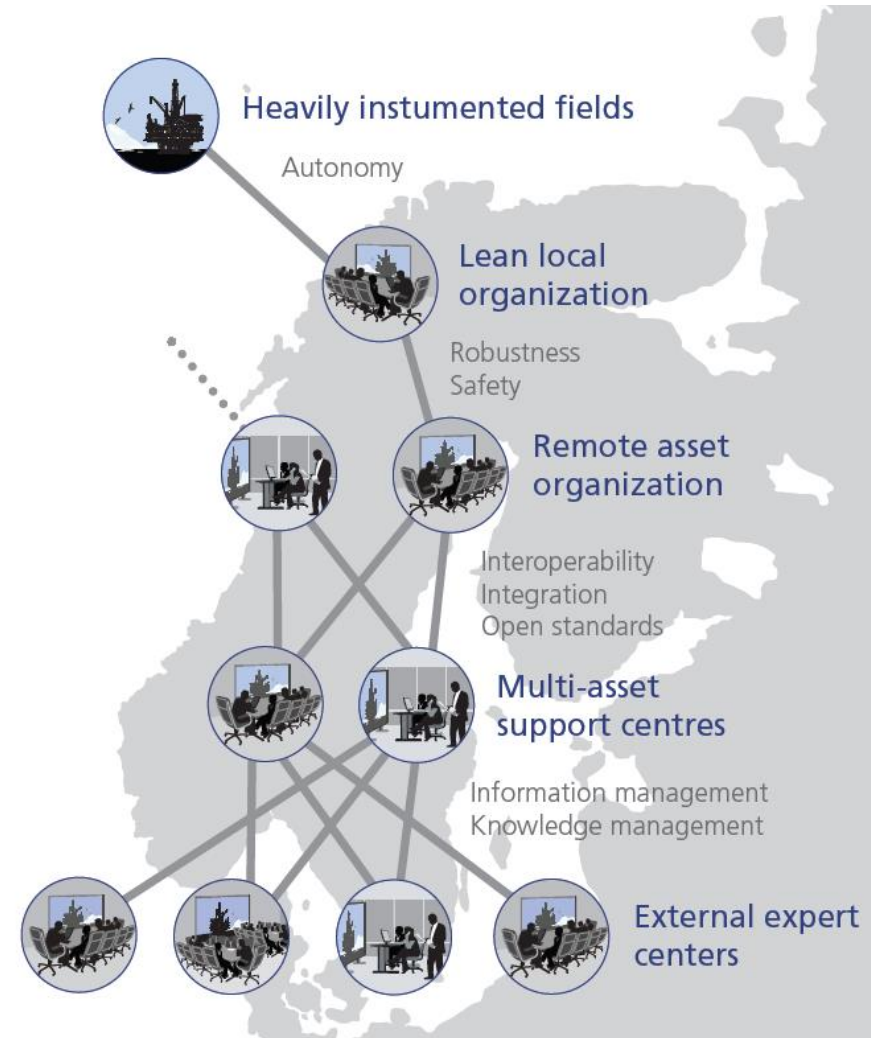 Heavily instumented fields
Autonomy
Lean local
organization
Robustness
Safety
Remote asset
organization
Interoperability
Integration
Open standards
Multi-asset
support centres
Information management
Knowledge management
External expert
centers